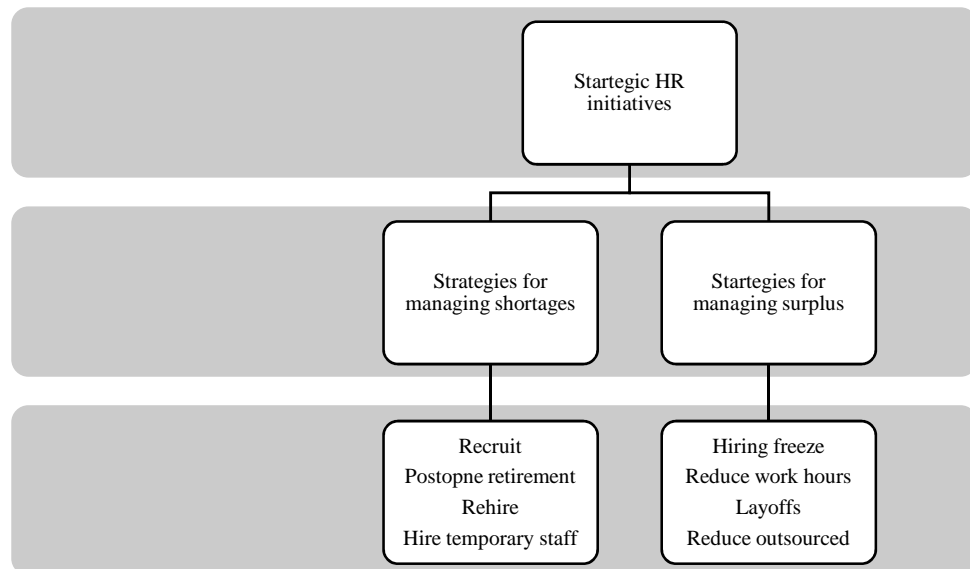 Startegic HR
initiatives
Strategies for
managing shortages
Startegies for
managing surplus
Recruit
Postopne retirement
Rehire
Hire temporary staff
Hiring freeze
Reduce work hours
Layoffs
Reduce outsourced